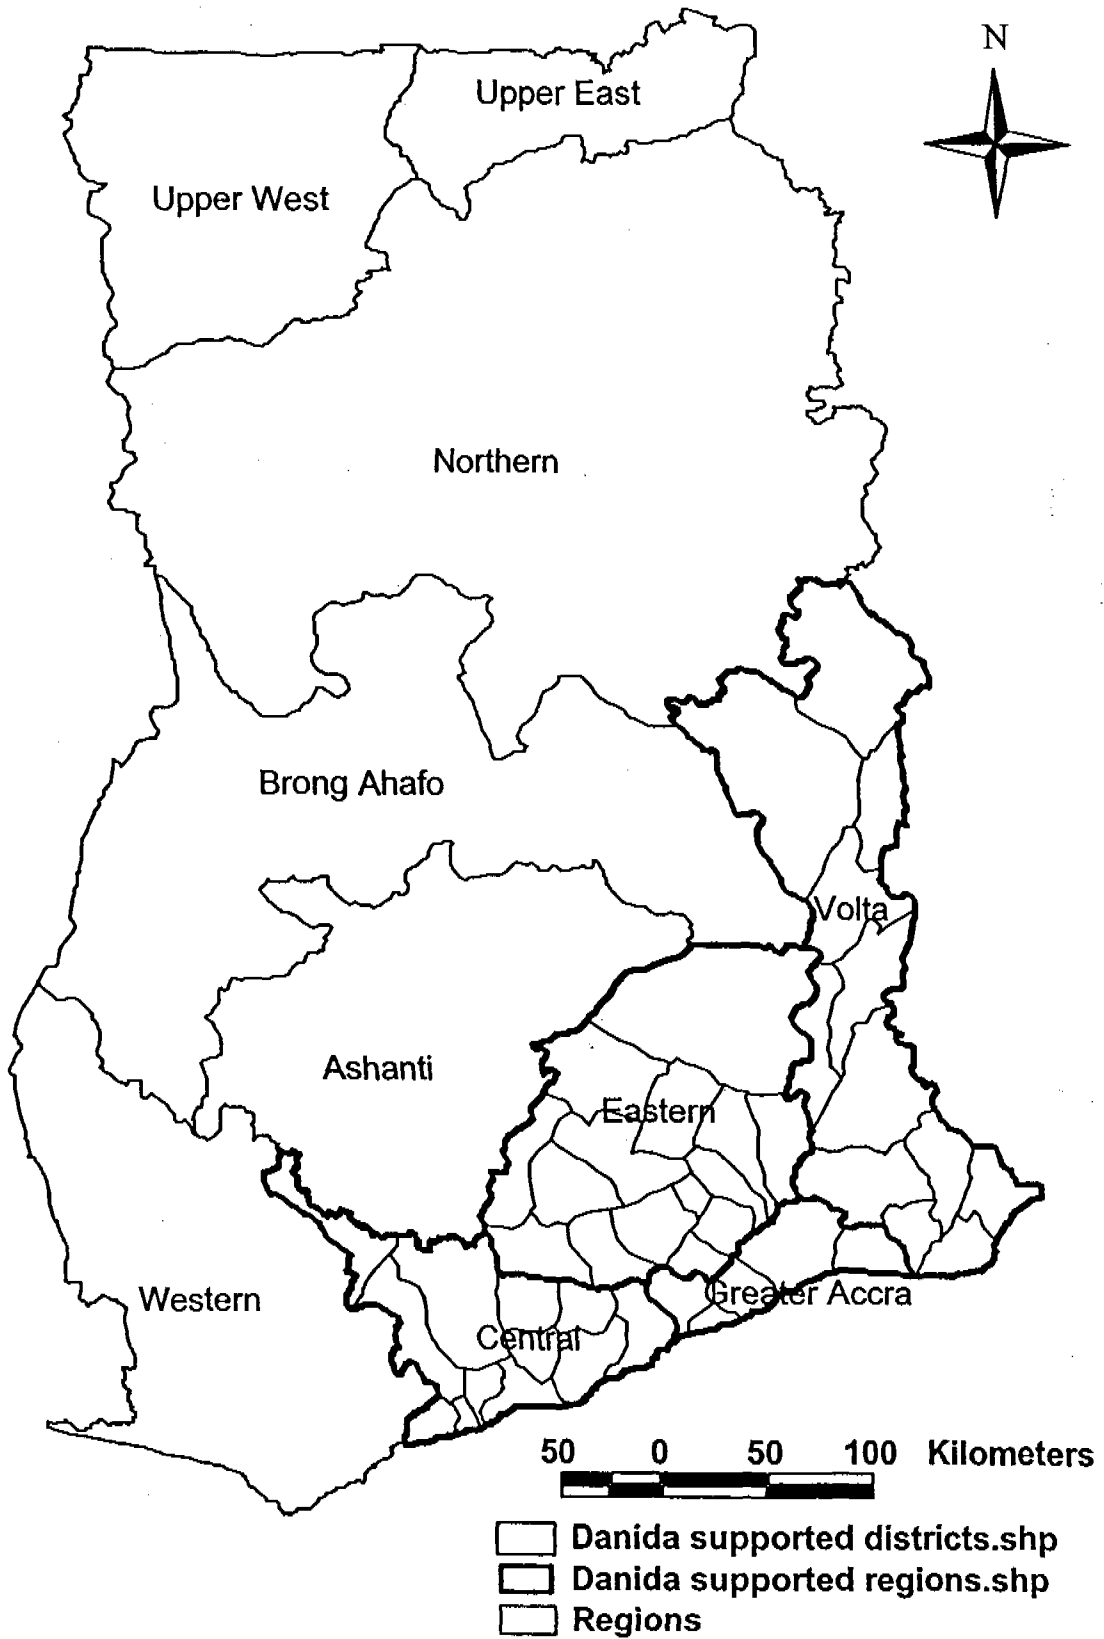 N
Upper East
Upper West
Northern
Brong Ahafo
Volta
Ashanti
Eastern
Western
Greater Accra
Central
50 0 50 100 Kilometers
Danida supported districts.shp
Danida supported regions.shp
Regions